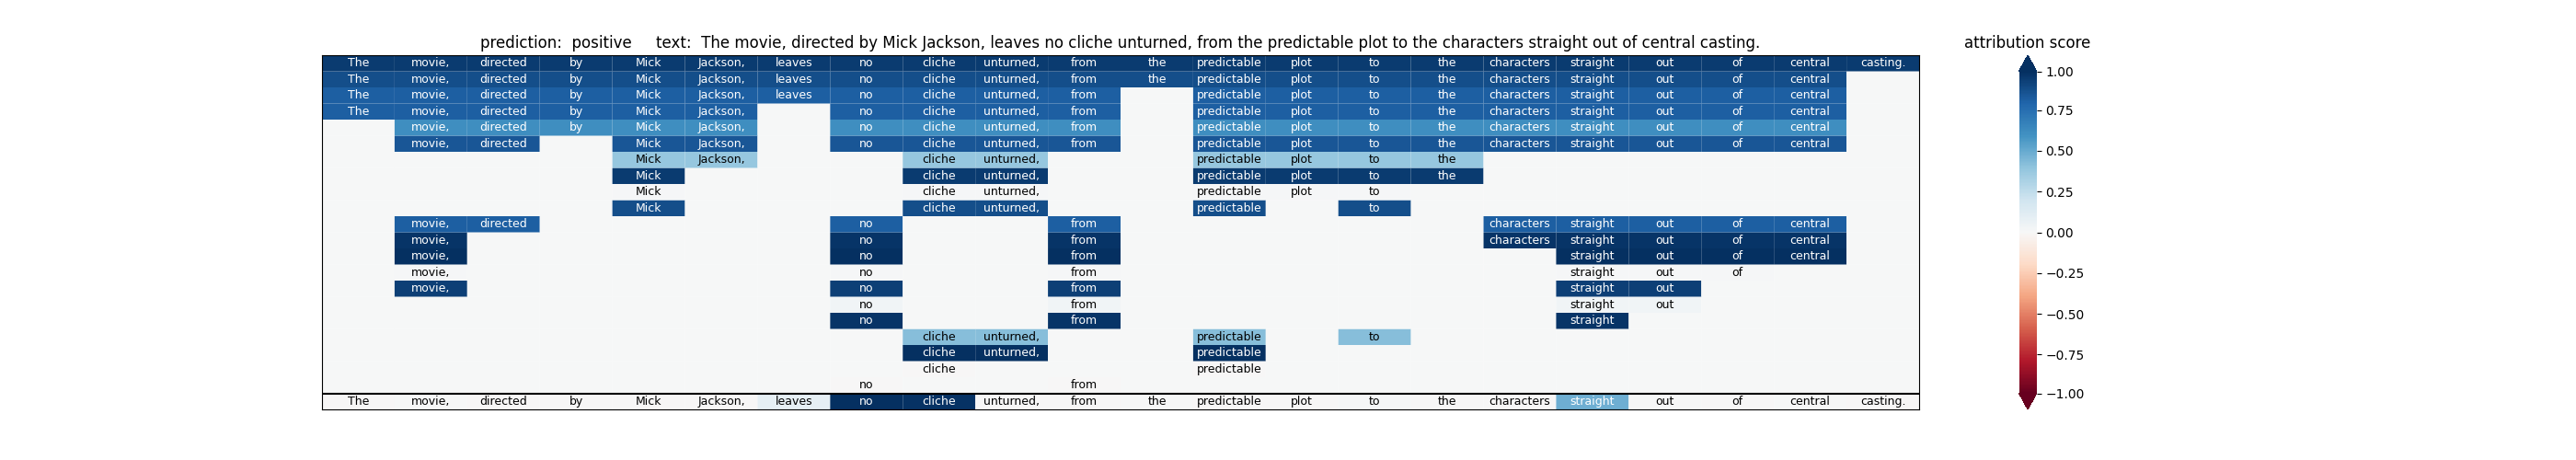 prediction: positive text: The movie, directed by Mick Jackson, leaves no cliche unturned, from the predictable plot to the characters straight out of central casting.
attribution score
The movie, directed by Mick Jackson, leaves no cliche unturned, from the predictable plot to the characters straight out of central casting.
The movie, directed by Mick Jackson, leaves no cliche unturned, from the predictable plot to the characters straight out of central
The movie, directed by Mick Jackson, leaves no cliche unturned, from predictable plot to the characters straight out of central
The movie, directed by Mick Jackson, no cliche unturned, from predictable plot to the characters straight out of central
movie, directed by Mick Jackson, no cliche unturned, from predictable plot to the characters straight out of central
movie, directed Mick Jackson, no cliche unturned, from predictable plot to the characters straight out of central
Mick Jackson, cliche unturned, predictable plot to the
Mick cliche unturned, predictable plot to the
Mick cliche unturned, predictable plot to
Mick cliche unturned, predictable to
movie, directed no from characters straight out of central
movie, no from characters straight out of central
movie, no from straight out of central
movie, no from straight out of
movie, no from straight out
no from straight out
no from straight
cliche unturned, predictable to
cliche unturned, predictable
cliche predictable
no from
The movie, directed by Mick Jackson, leaves no cliche unturned, from the predictable plot to the characters straight out of central casting.
1.00
0.75
0.50
0.25
0.00
−0.25
−0.50
−0.75
−1.00